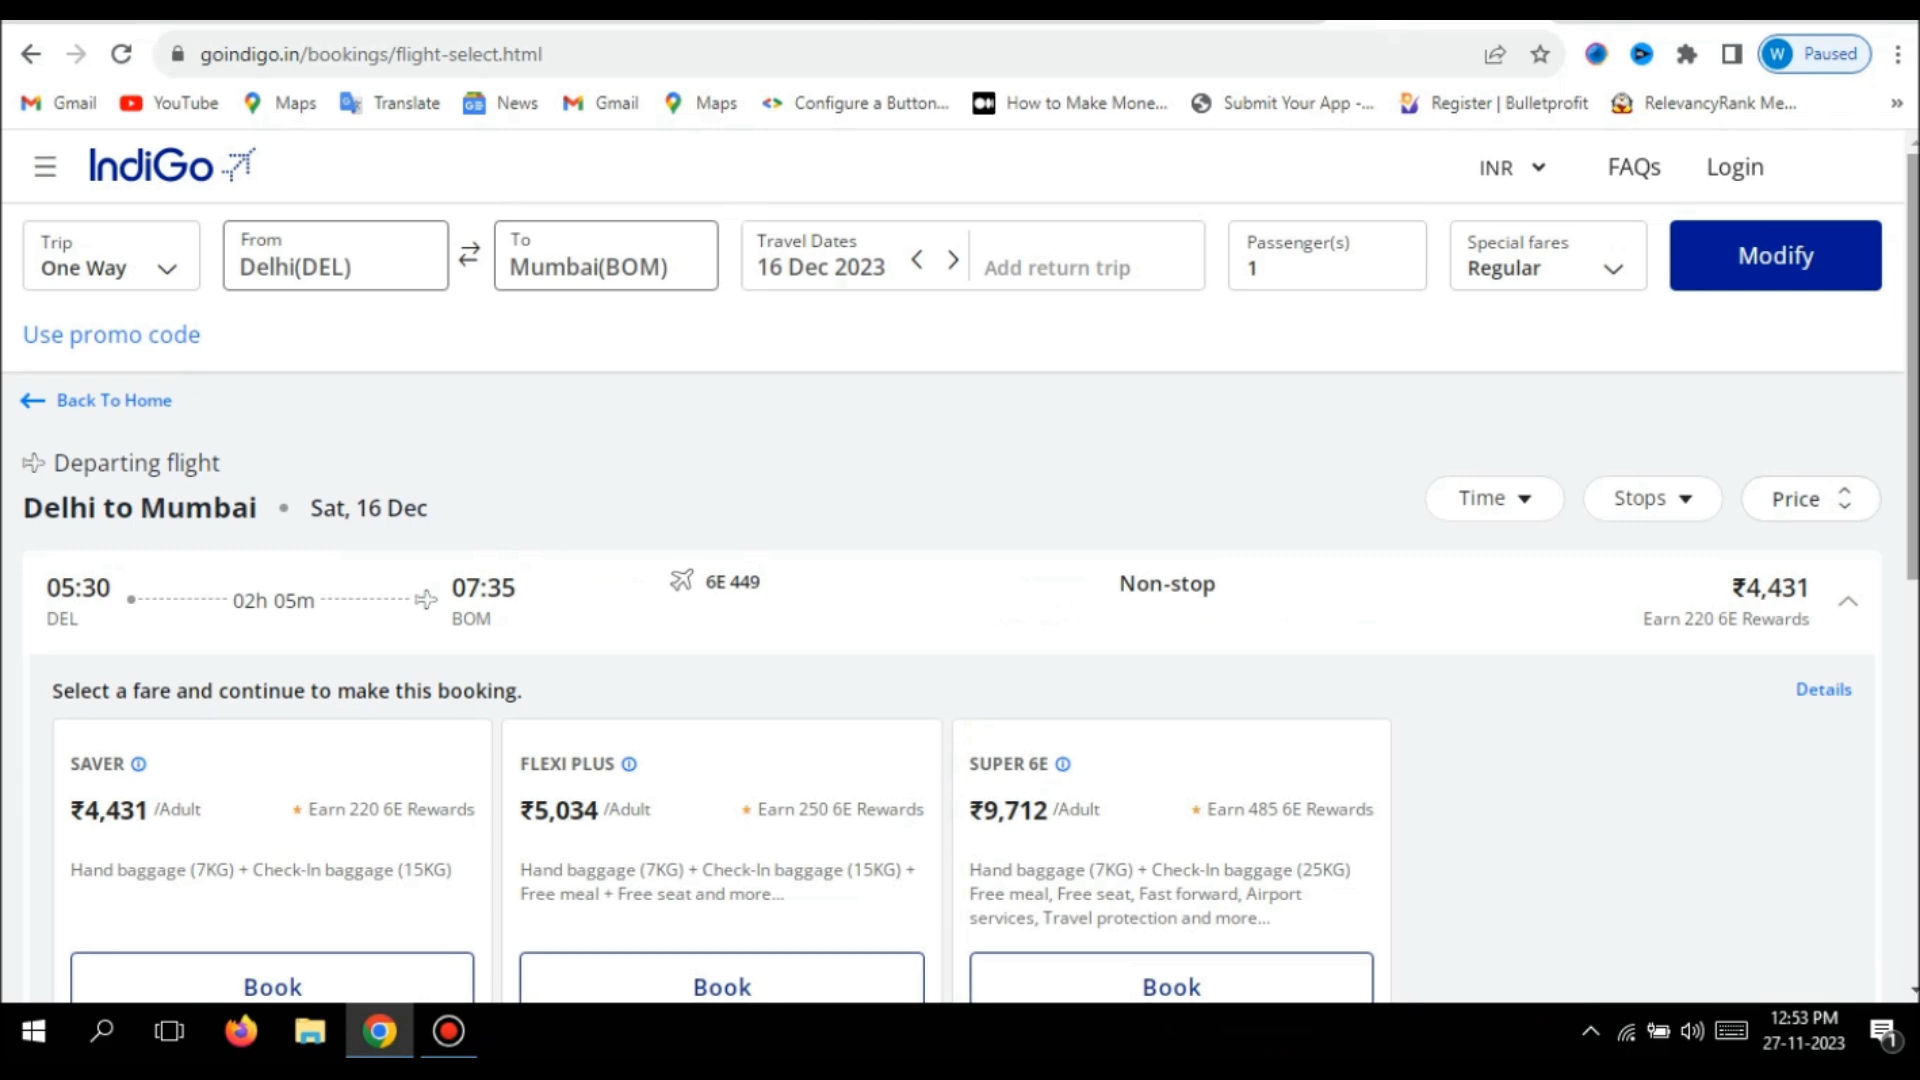 goindigo.in/bookings/flight-select.html
W Paused
Gmail YouTube Maps Translate News Gmail Maps Configure a Button... How to Make Mone... Submit Your App -... Register | Bulletprofit RelevancyRank Me... »
IndiGo INR FAQs Login
Trip From To Travel Dates Passenger(s) Special fares
One Way Delhi(DEL) Mumbai(BOM) 16 Dec 2023 Add return trip 1 Regular Modify
Use promo code
Back To Home
Departing flight
Delhi to Mumbai • Sat, 16 Dec Time Stops Price
05:30 02h 05m 07:35 6E 449 Non-stop ₹4,431
DEL BOM Earn 220 6E Rewards
Select a fare and continue to make this booking. Details
SAVER FLEXI PLUS SUPER 6E
₹4,431 /Adult Earn 220 6E Rewards ₹5,034 /Adult Earn 250 6E Rewards ₹9,712 /Adult Earn 485 6E Rewards
Hand baggage (7KG) + Check-In baggage (15KG)
Hand baggage (7KG) + Check-In baggage (15KG) +
Free meal + Free seat and more...
Hand baggage (7KG) + Check-In baggage (25KG)
Free meal, Free seat, Fast forward, Airport
services, Travel protection and more...
Book Book Book
12:53 PM
27-11-2023
1